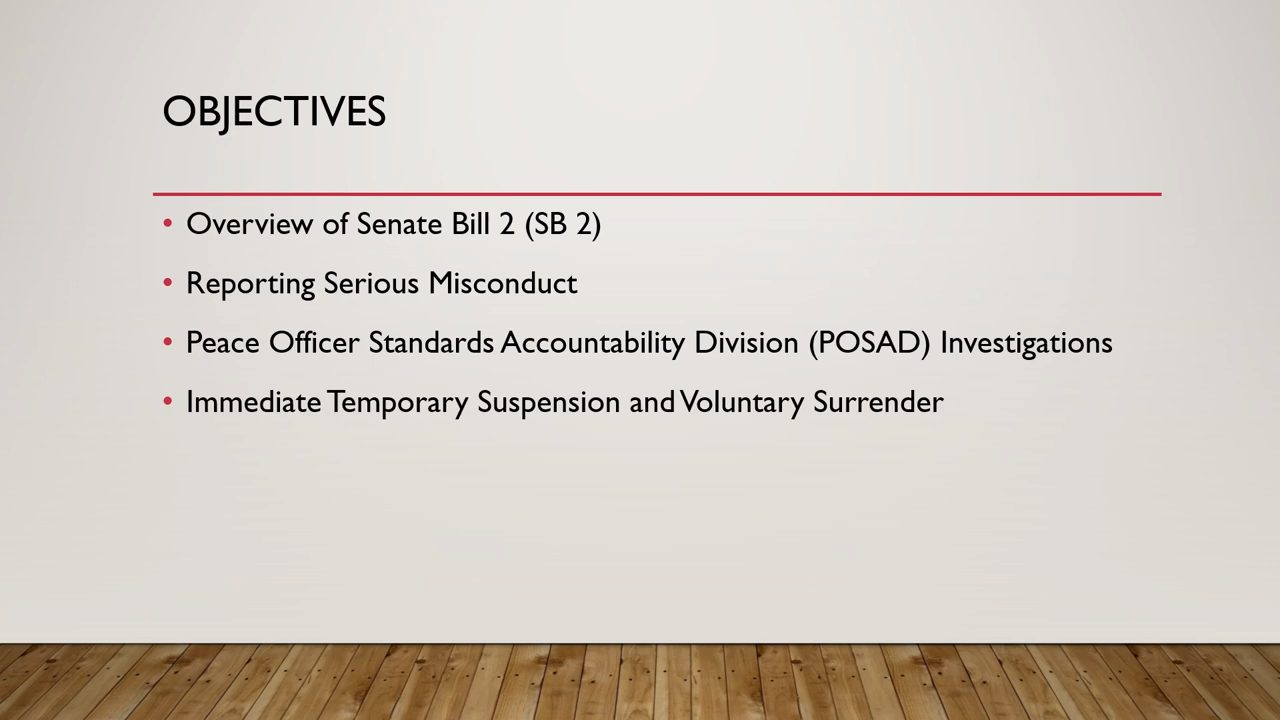 OBJECTIVES
• Overview of Senate Bill 2 (SB 2)
• Reporting Serious Misconduct
• Peace Officer Standards Accountability Division (POSAD) Investigations
• Immediate Temporary Suspension and Voluntary Surrender